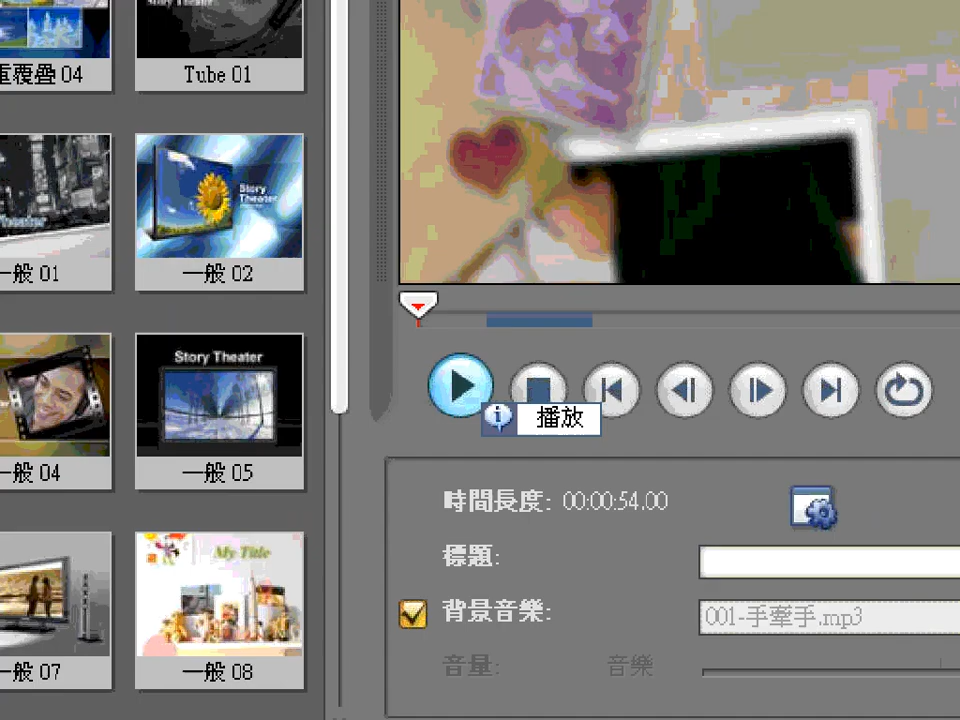 重覆疊 04
Tube 01
一般 01
Story
Theater
一般 02
一般 04
Story Theater
一般 05
一般 07
My Title
一般 08
播放
時間長度: 00:00:54.00
標題:
背景音樂:
001-手牽手.mp3
音量:
音樂